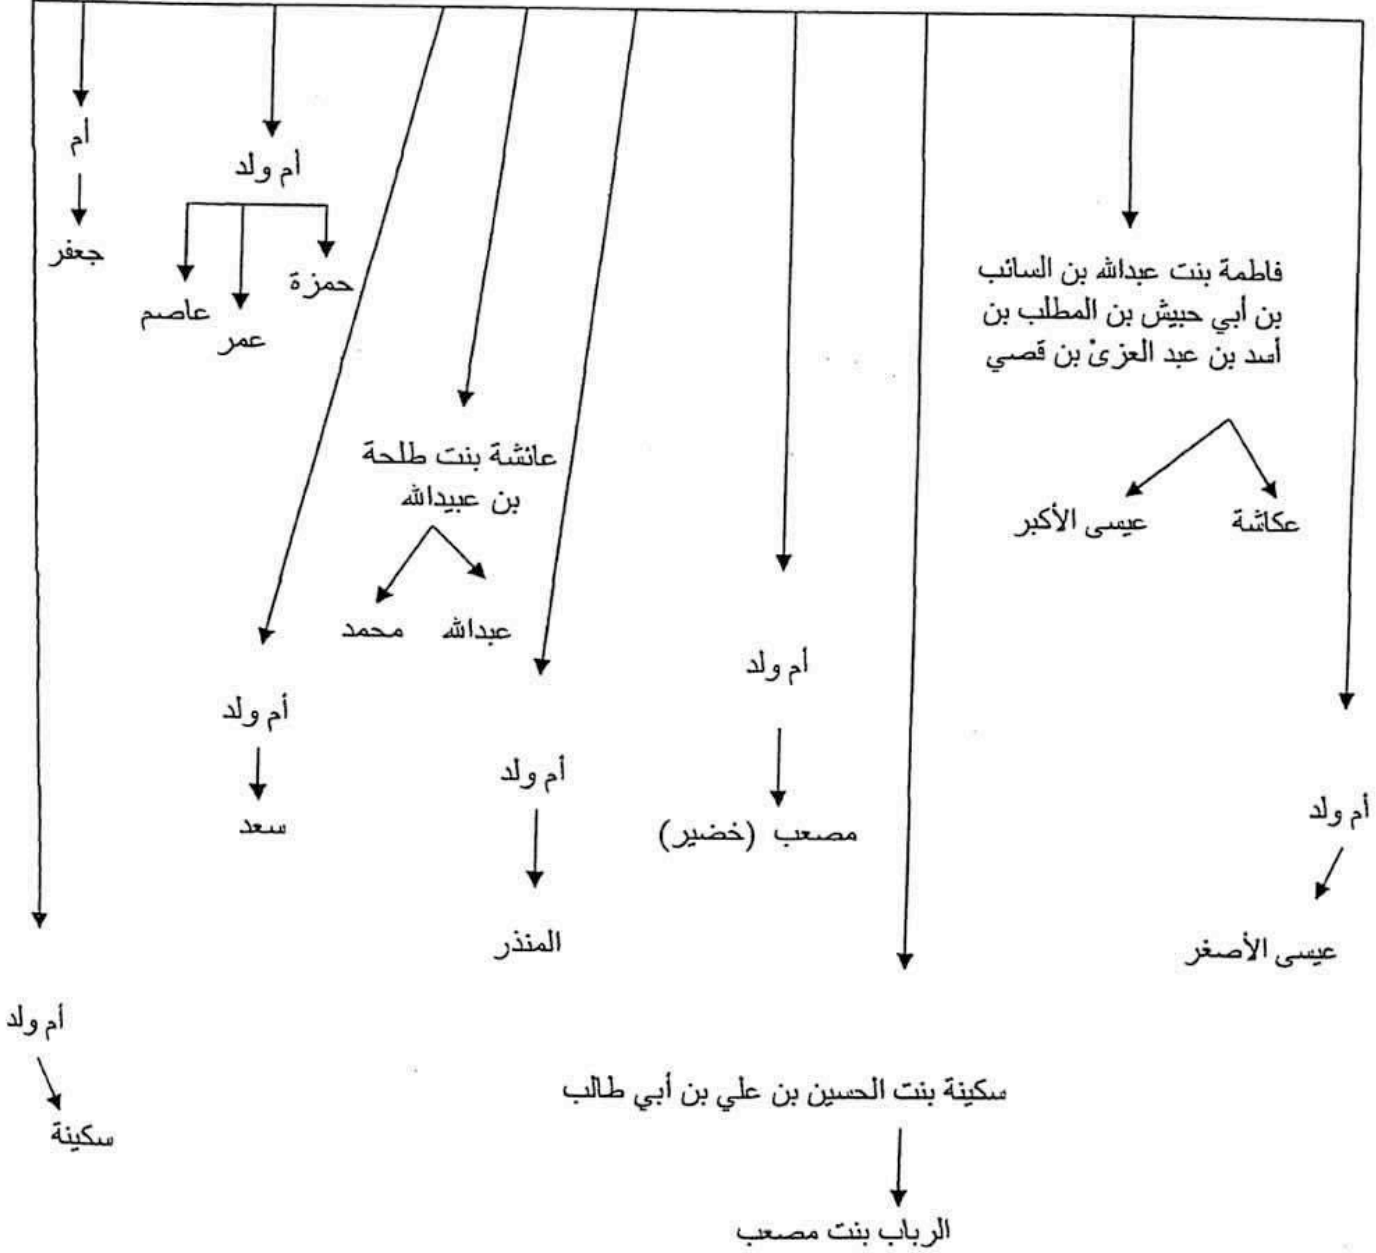 أم
جعفر
أم ولد
حمزة
عمر
عاصم
فاطمة بنت عبدالله بن السائب
بن أبي حبيش بن المطلب بن
أسد بن عبد العزىْ بن قصي
عكاشة
عيسى الأكبر
عائشة بنت طلحة
بن عبيدالله
عبدالله
محمد
أم ولد
مصعب (خضير)
أم ولد
سعد
أم ولد
المنذر
أم ولد
عيسى الأصغر
أم ولد
سكينة
سكينة بنت الحسين بن علي بن أبي طالب
الرباب بنت مصعب